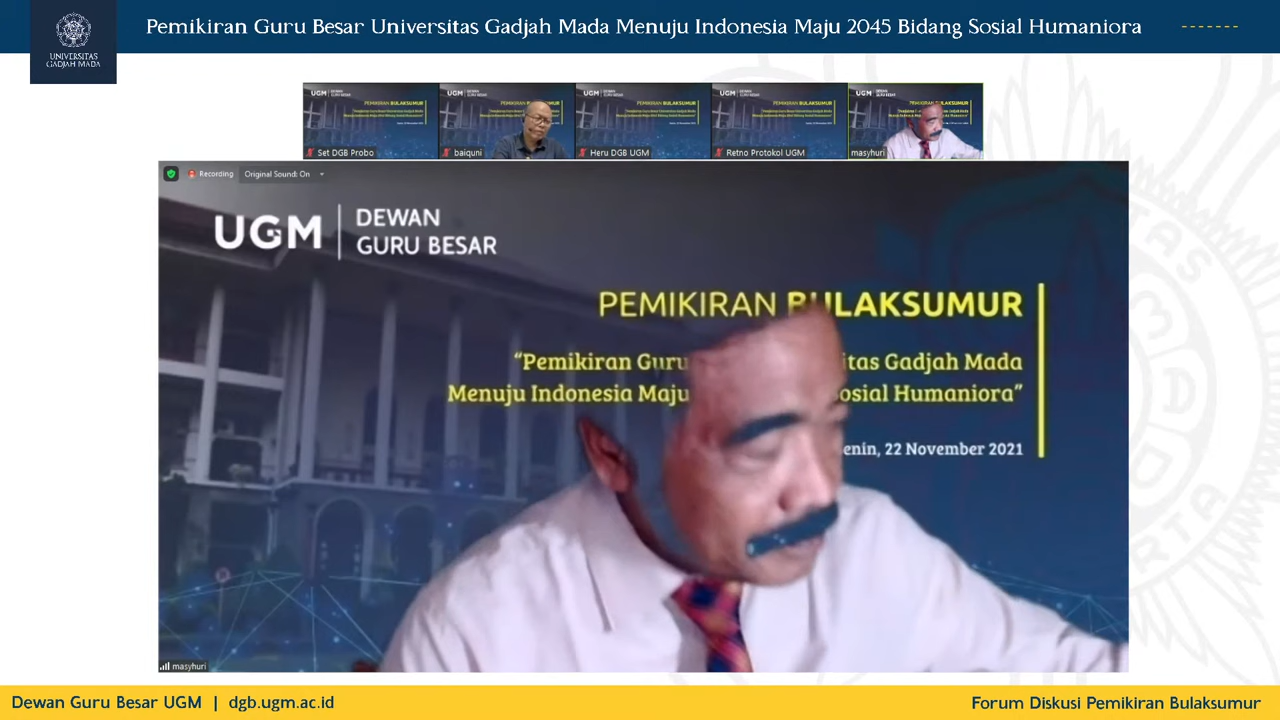 Pemikiran Guru Besar Universitas Gadjah Mada Menuju Indonesia Maju 2045 Bidang Sosial Humaniora
UNIVERSITAS
GADJAH MADA
Set DGB Probo
baiquni
Heru DGB UGM
Retno Protokol UGM
masyhuri
Recording
Original Sound: On
UGM
DEWAN
GURU BESAR
PEMIKIRAN BULAKSUMUR
“Pemikiran Guru itas Gadjah Mada
Menuju Indonesia Maju osial Humaniora”
enin, 22 November 2021
masyhuri
Dewan Guru Besar UGM | dgb.ugm.ac.id
Forum Diskusi Pemikiran Bulaksumur